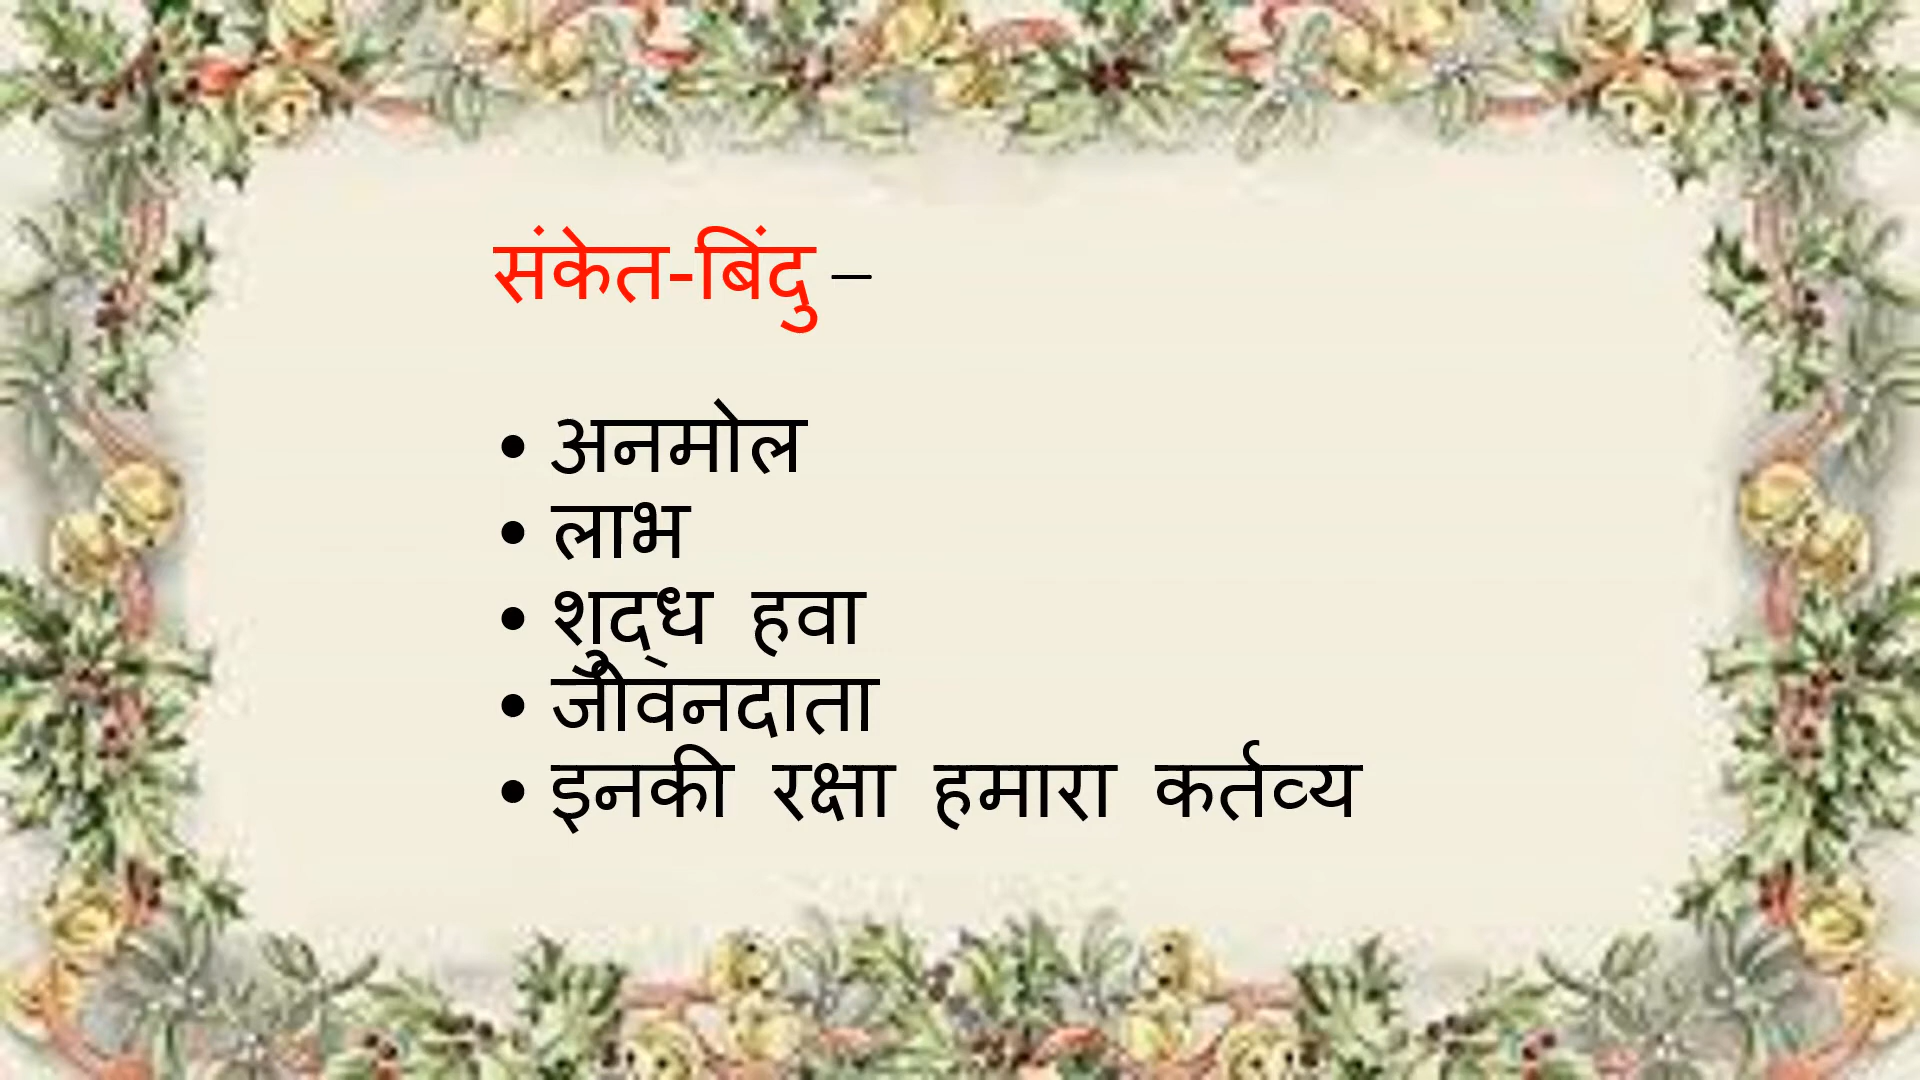 संकेत-बिंदु –
• अनमोल
• लाभ
• शुद्‌ध हवा
• जीवनदाता
• इनकी रक्षा हमारा कर्तव्य